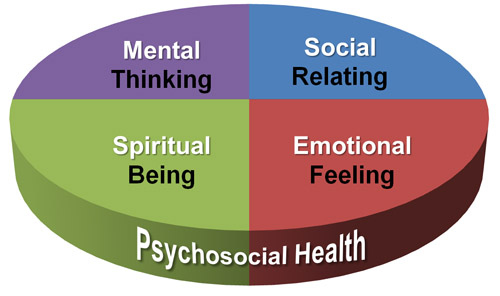 Mental
Thinking
Social
Relating
Spiritual
Being
Emotional
Feeling
Psychosocial Health